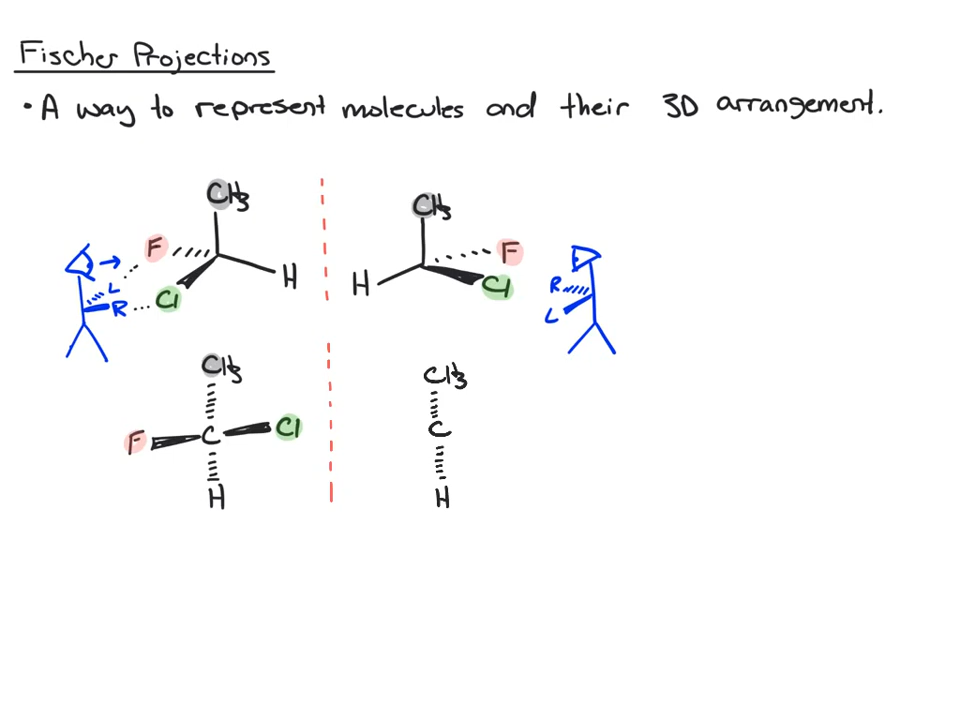 Fischer Projections
• A way to represent molecules and their 3D arrangement.
CH3
CH3
F
F
H
H
Cl
Cl
L
R
R
L
CH3
CH3
F
C
Cl
C
H
H